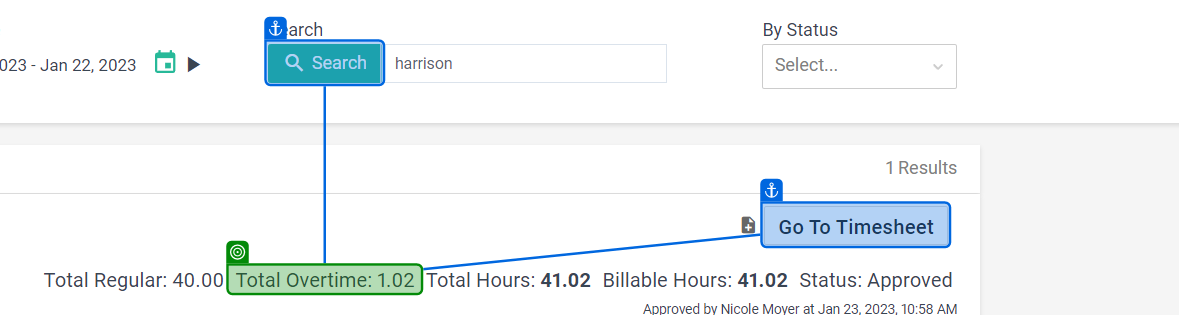 arch
By Status
023 - Jan 22, 2023
Search
harrison
Select...
1 Results
Go To Timesheet
Total Regular: 40.00 Total Overtime: 1.02 Total Hours: 41.02 Billable Hours: 41.02 Status: Approved
Approved by Nicole Moyer at Jan 23, 2023, 10:58 AM